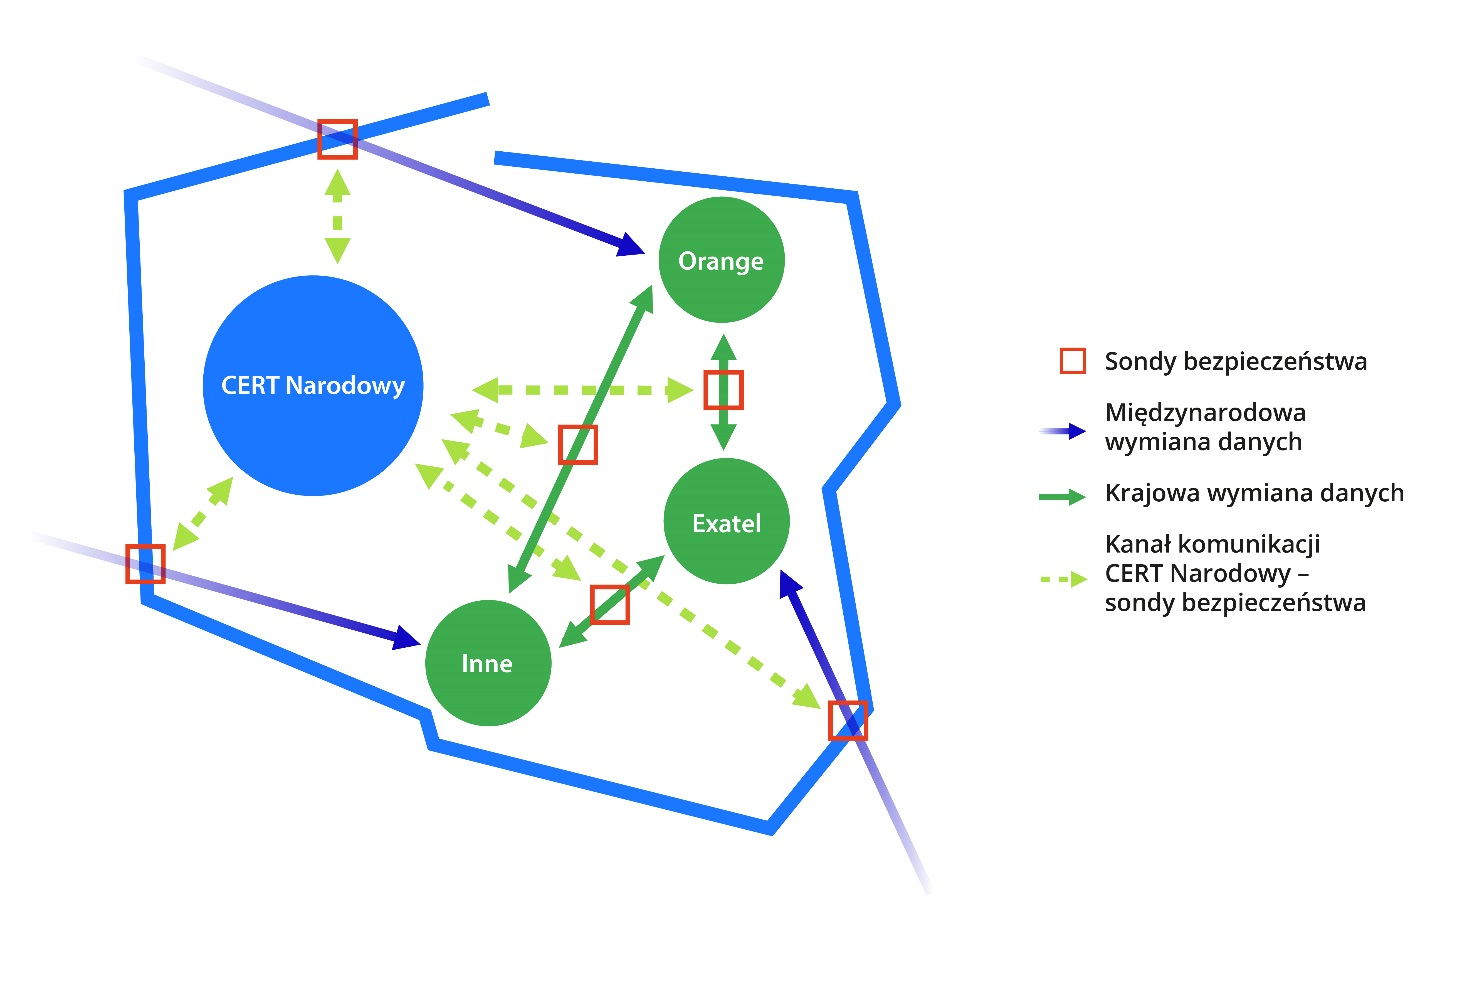 Orange
CERT Narodowy
Exatel
Inne
Sondy bezpieczeństwa
Międzynarodowa
wymiana danych
Krajowa wymiana danych
Kanał komunikacji
CERT Narodowy –
sondy bezpieczeństwa